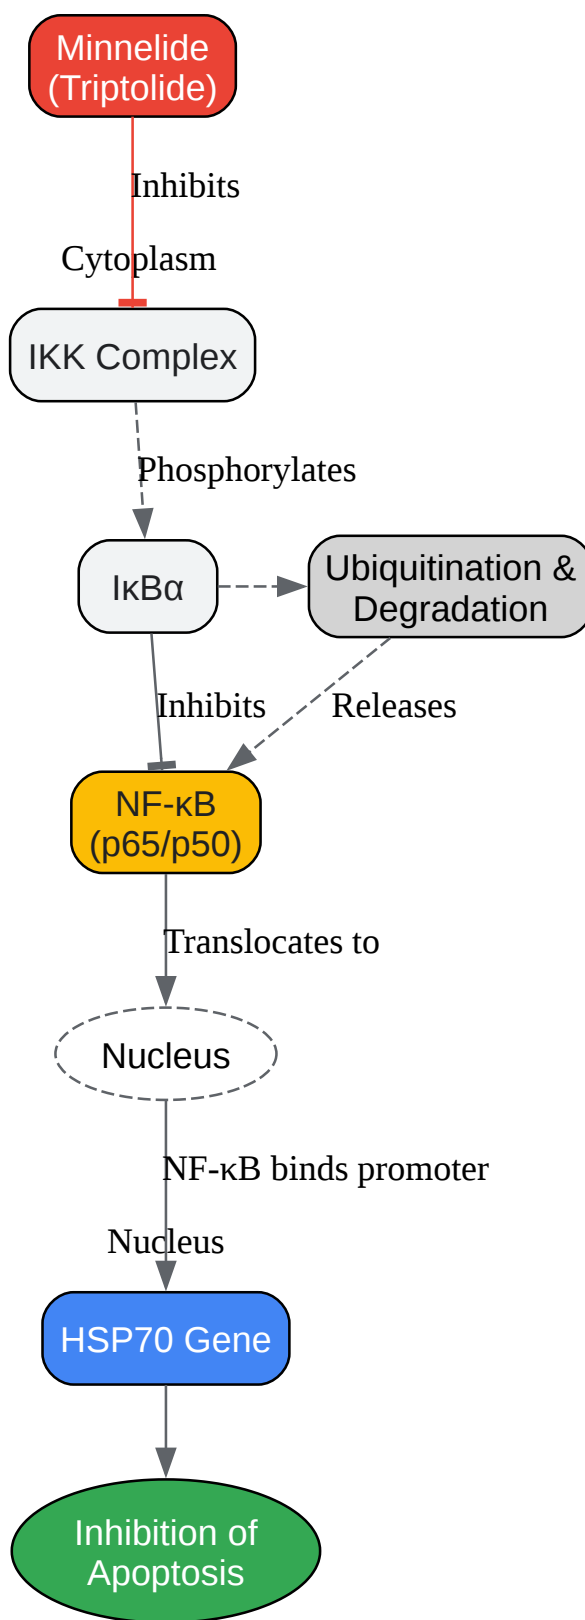 Minnelide
(Triptolide)
Inhibits
Cytoplasm
IKK Complex
Phosphorylates
IκBα
Ubiquitination &
Degradation
Inhibits
Releases
NF-κB
(p65/p50)
Translocates to
Nucleus
NF-κB binds promoter
Nucleus
HSP70 Gene
Inhibition of
Apoptosis